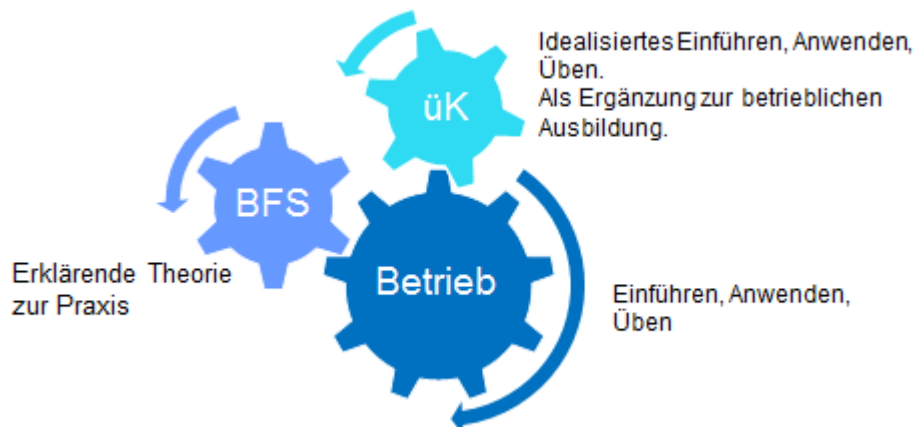 Idealisiertes Einführen, Anwenden,
Üben.
Als Ergänzung zur betrieblichen
Ausbildung.
üK
BFS
Betrieb
Erklärende Theorie
zur Praxis
Einführen, Anwenden,
Üben